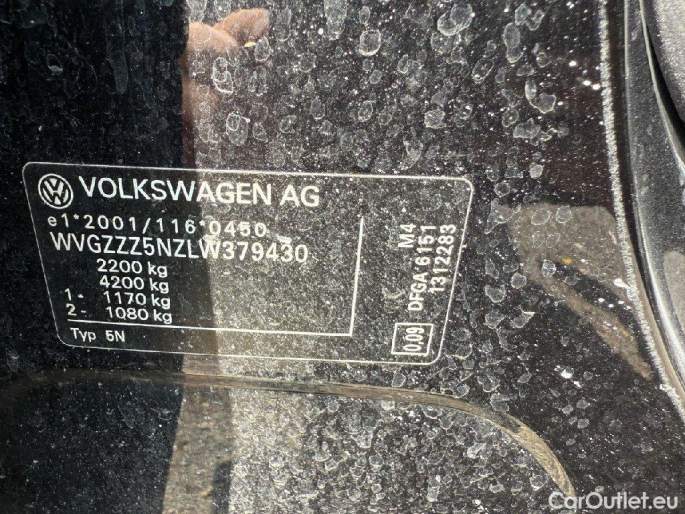 VOLKSWAGEN AG
e1*2001/116*0450
WVGZZZ5NZLW379430
2200 kg
4200 kg
1- 1170 kg
2- 1080 kg
Typ 5N
M4
DFGA 6151
1312283
0.09
CarOutlet.eu